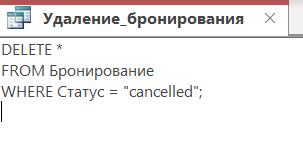 Удаление_бронирования
DELETE *
FROM Бронирование
WHERE Статус = "cancelled";